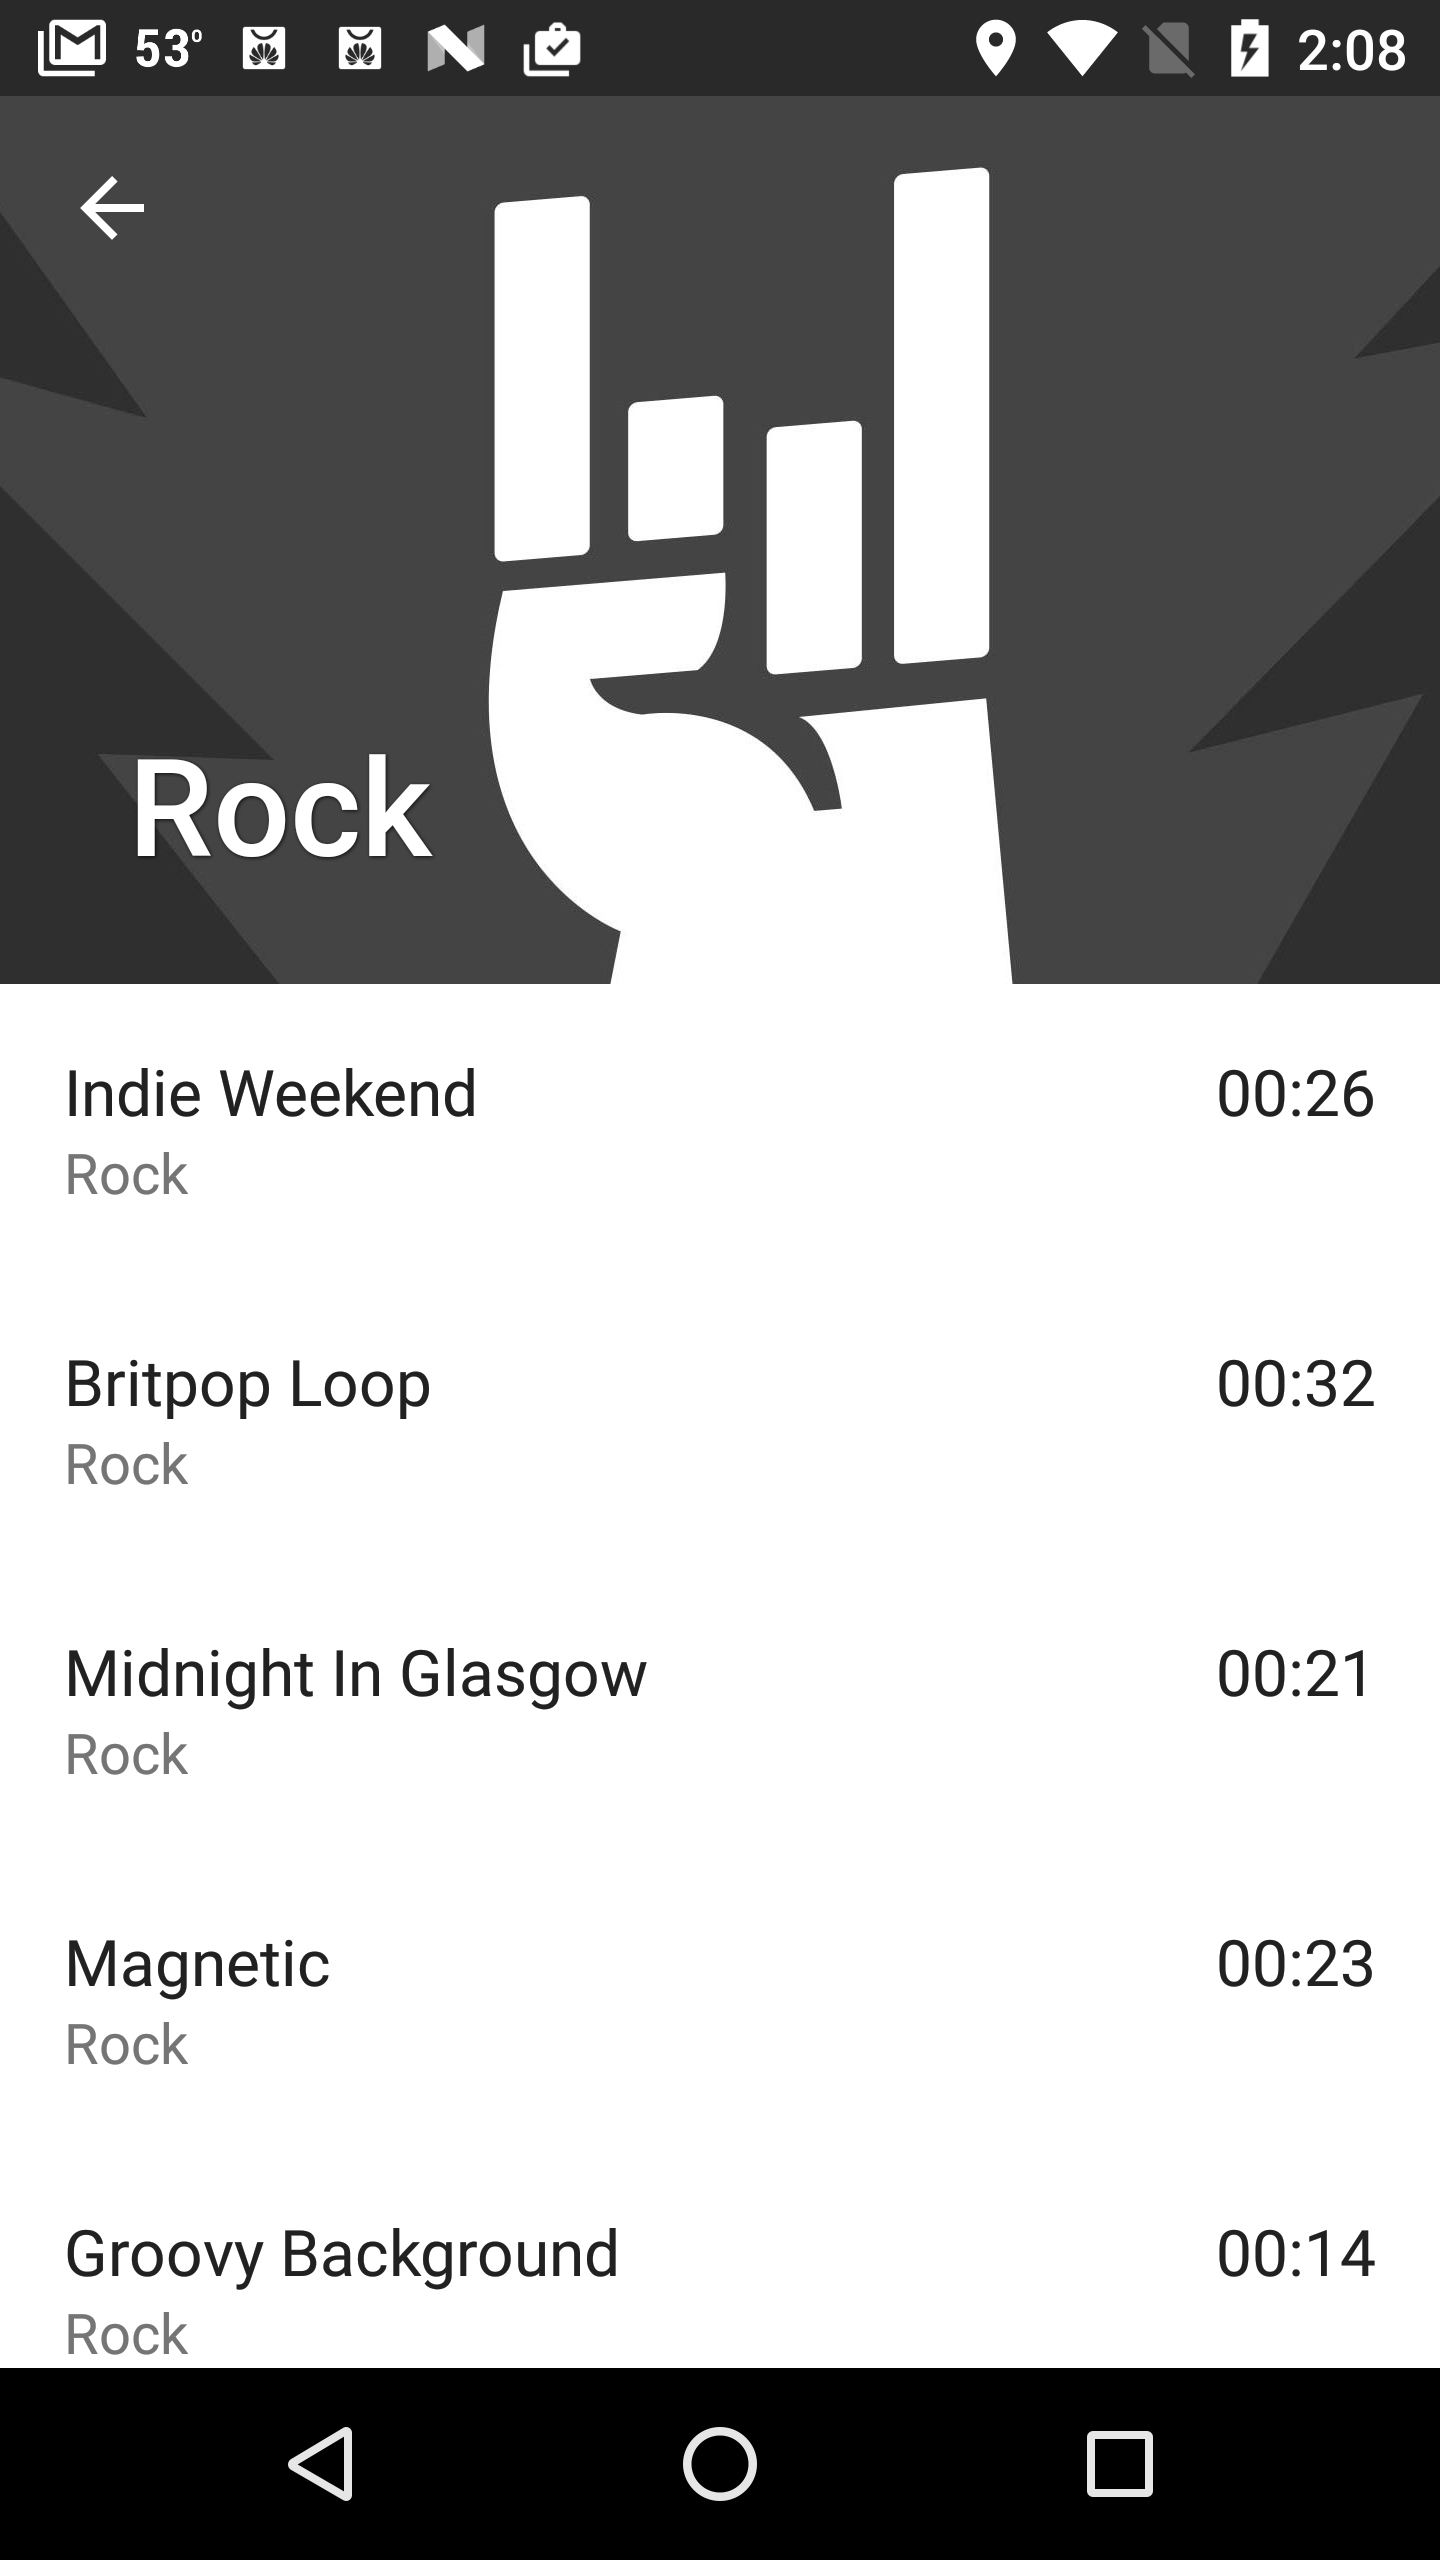 53° 2:08
Rock
Indie Weekend 00:26
Rock
Britpop Loop 00:32
Rock
Midnight In Glasgow 00:21
Rock
Magnetic 00:23
Rock
Groovy Background 00:14
Rock